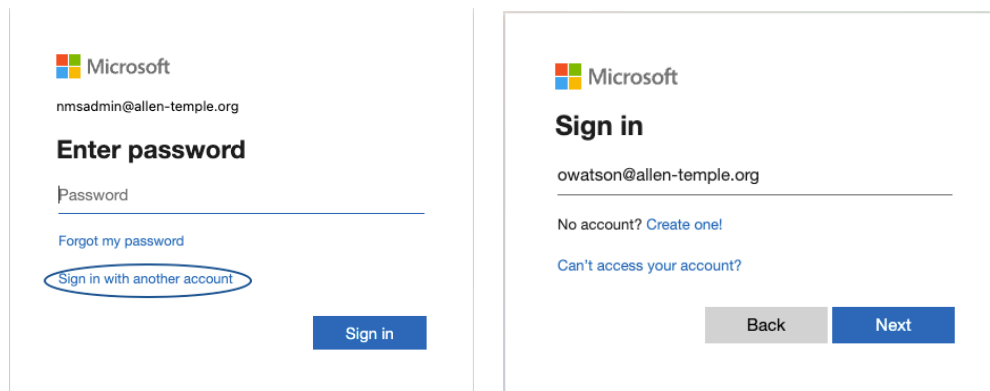 Microsoft
nmsadmin@allen-temple.org
Enter password
Password
Forgot my password
Sign in with another account
Sign in
Microsoft
Sign in
owatson@allen-temple.org
No account? Create one!
Can't access your account?
Back
Next